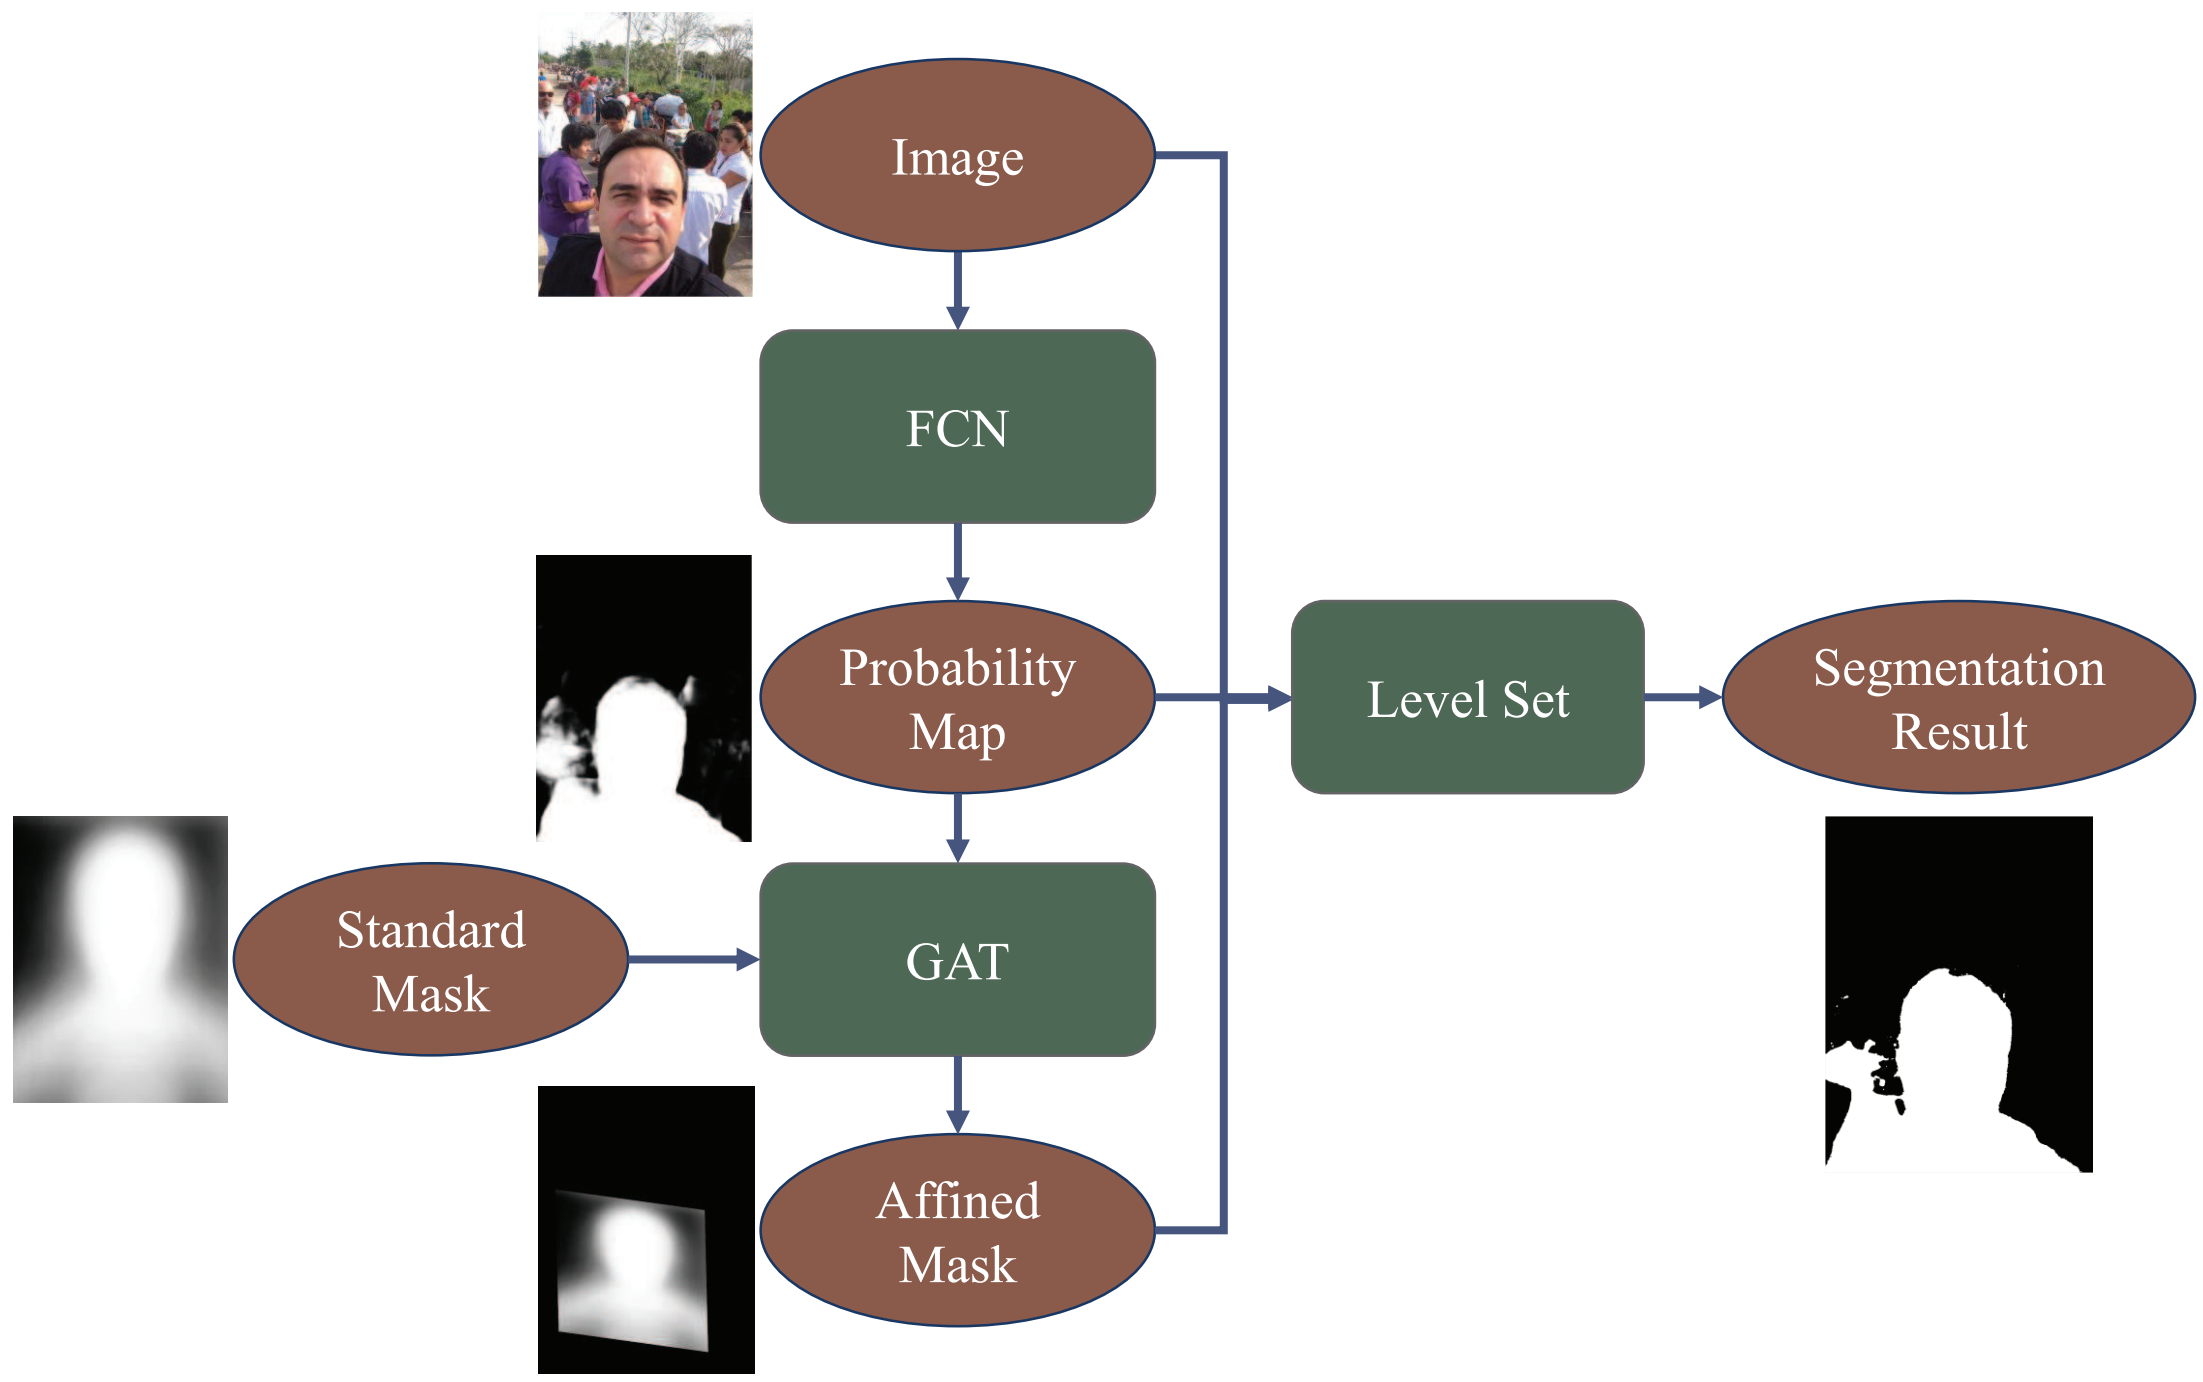 Image
FCN
Probability
Map
Level Set
Segmentation
Result
Standard
Mask
GAT
Affined
Mask